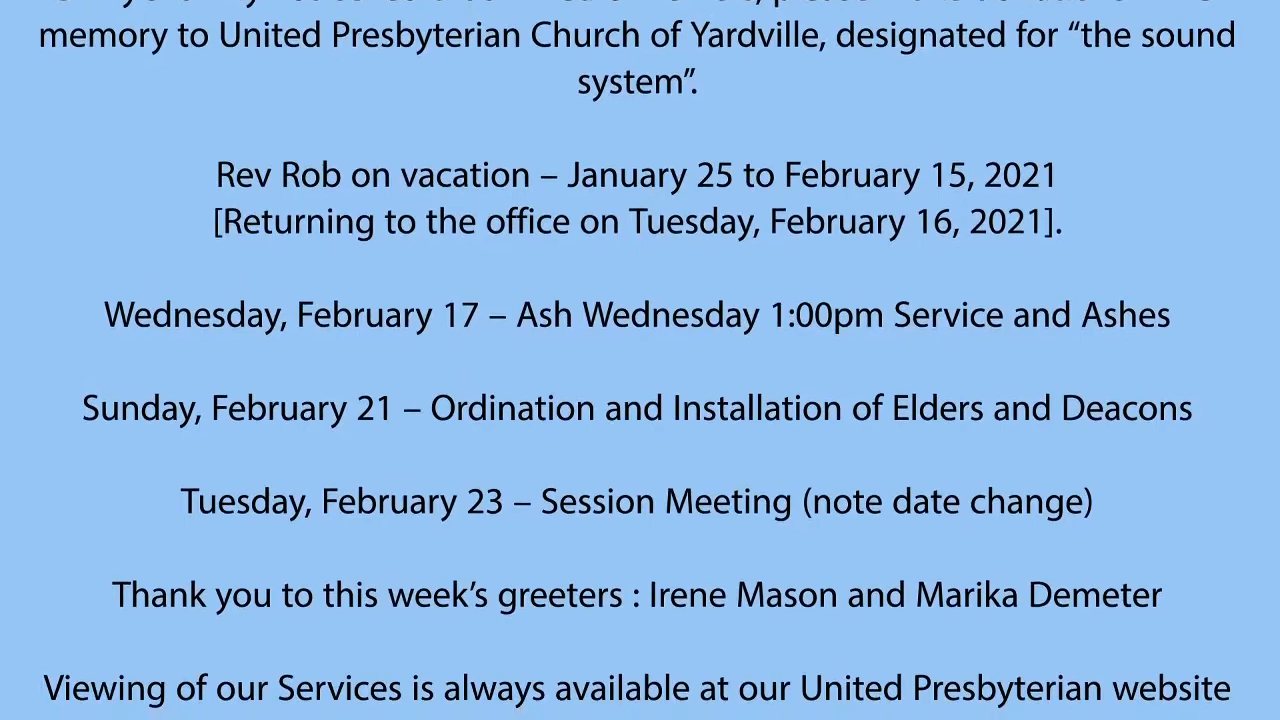 memory to United Presbyterian Church of Yardville, designated for “the sound
system”.
Rev Rob on vacation – January 25 to February 15, 2021
[Returning to the office on Tuesday, February 16, 2021].
Wednesday, February 17 – Ash Wednesday 1:00pm Service and Ashes
Sunday, February 21 – Ordination and Installation of Elders and Deacons
Tuesday, February 23 – Session Meeting (note date change)
Thank you to this week’s greeters : Irene Mason and Marika Demeter
Viewing of our Services is always available at our United Presbyterian website